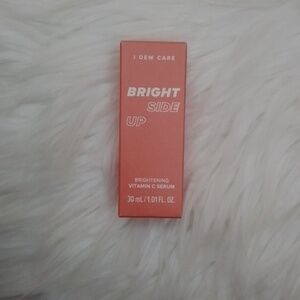 I DEW CARE
BRIGHT
SIDE
UP
BRIGHTENING
VITAMIN C SERUM
30 mL / 1.01 FL. OZ.